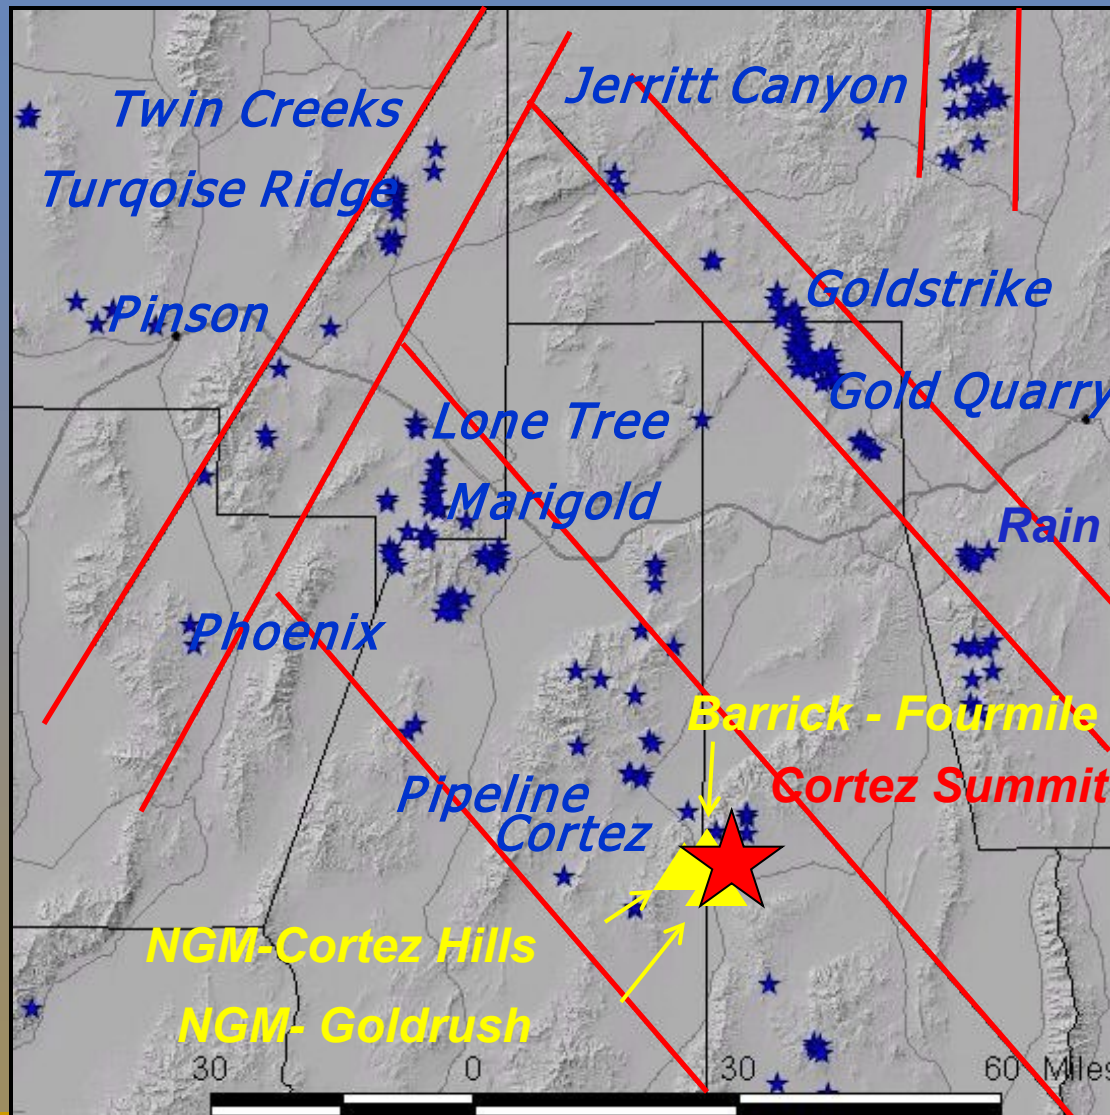 Twin Creeks
Jerritt Canyon
Turqoise Ridge
Pinson
Goldstrike
Gold Quarry
Lone Tree
Marigold
Rain
Phoenix
Barrick - Fourmile
Cortez Summit
Pipeline
Cortez
NGM-Cortez Hills
NGM- Goldrush
30 0 30 60 Miles